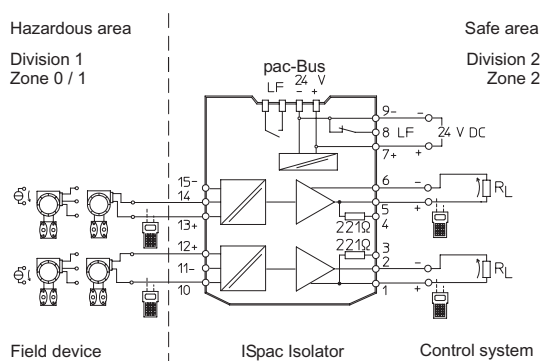 Hazardous area
Safe area
Division 1
Zone 0 / 1
Division 2
Zone 2
pac-Bus
LF 24 V
- +
9-
8 LF
7+
-
+
24 V DC
15-
14
13+
6
5
4
-
+
RL
221Ω
221Ω
12+
11-
10
3
2
1
-
+
RL
Field device
ISpac Isolator
Control system